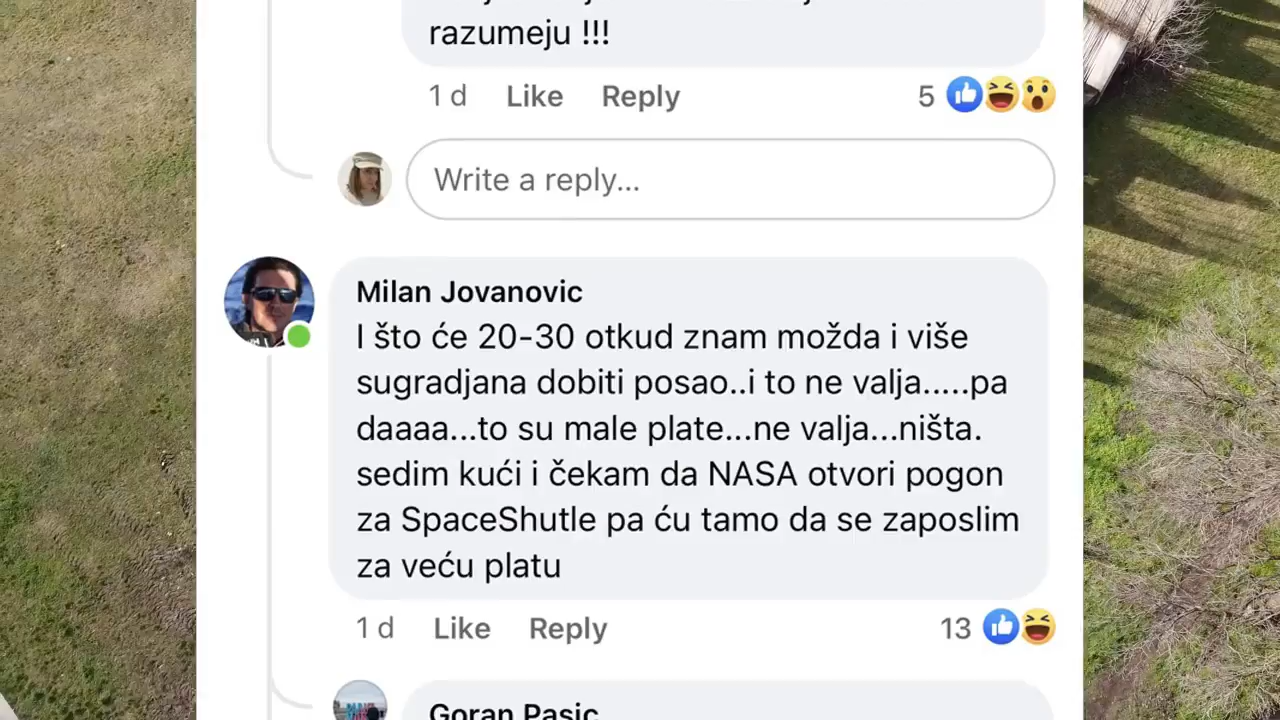 razumeju !!!
1 d Like Reply 5
Write a reply...
Milan Jovanovic
I što će 20-30 otkud znam možda i više
sugradjana dobiti posao..i to ne valja.....pa
daaaa...to su male plate...ne valja...ništa.
sedim kući i čekam da NASA otvori pogon
za SpaceShutle pa ću tamo da se zaposlim
za veću platu
1 d Like Reply 13
Goran Pasic